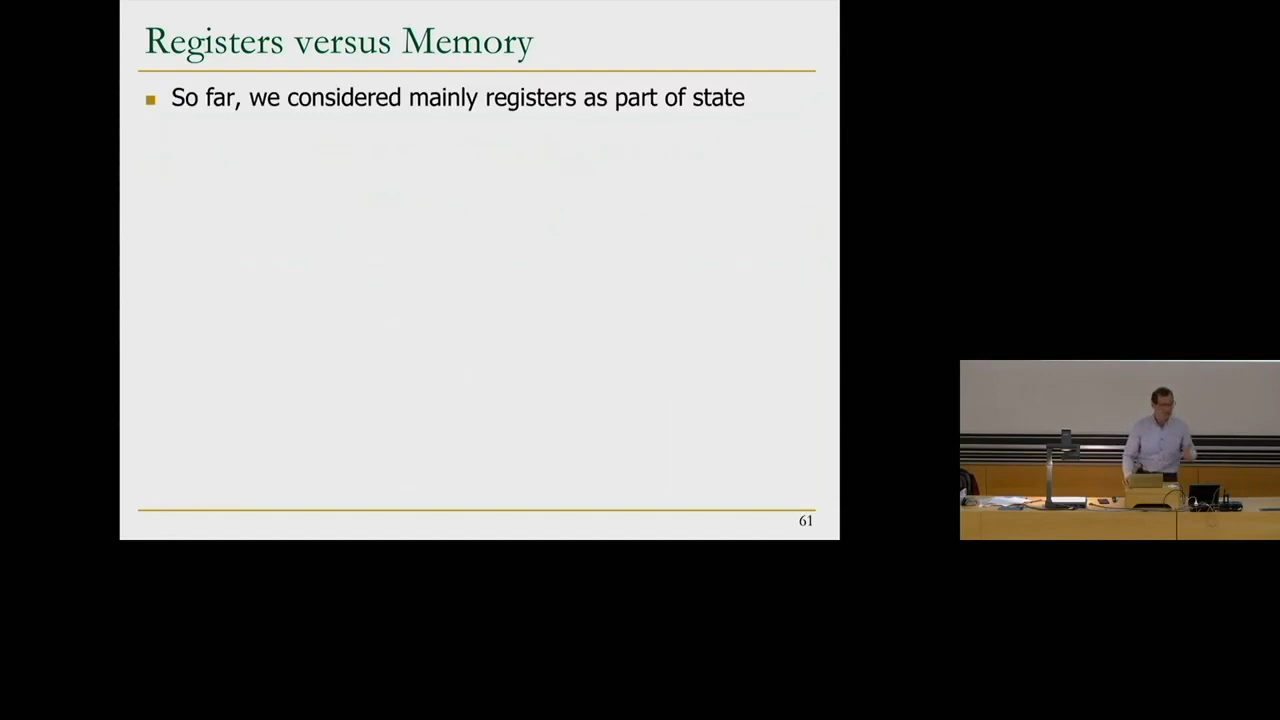 Registers versus Memory
So far, we considered mainly registers as part of state
61